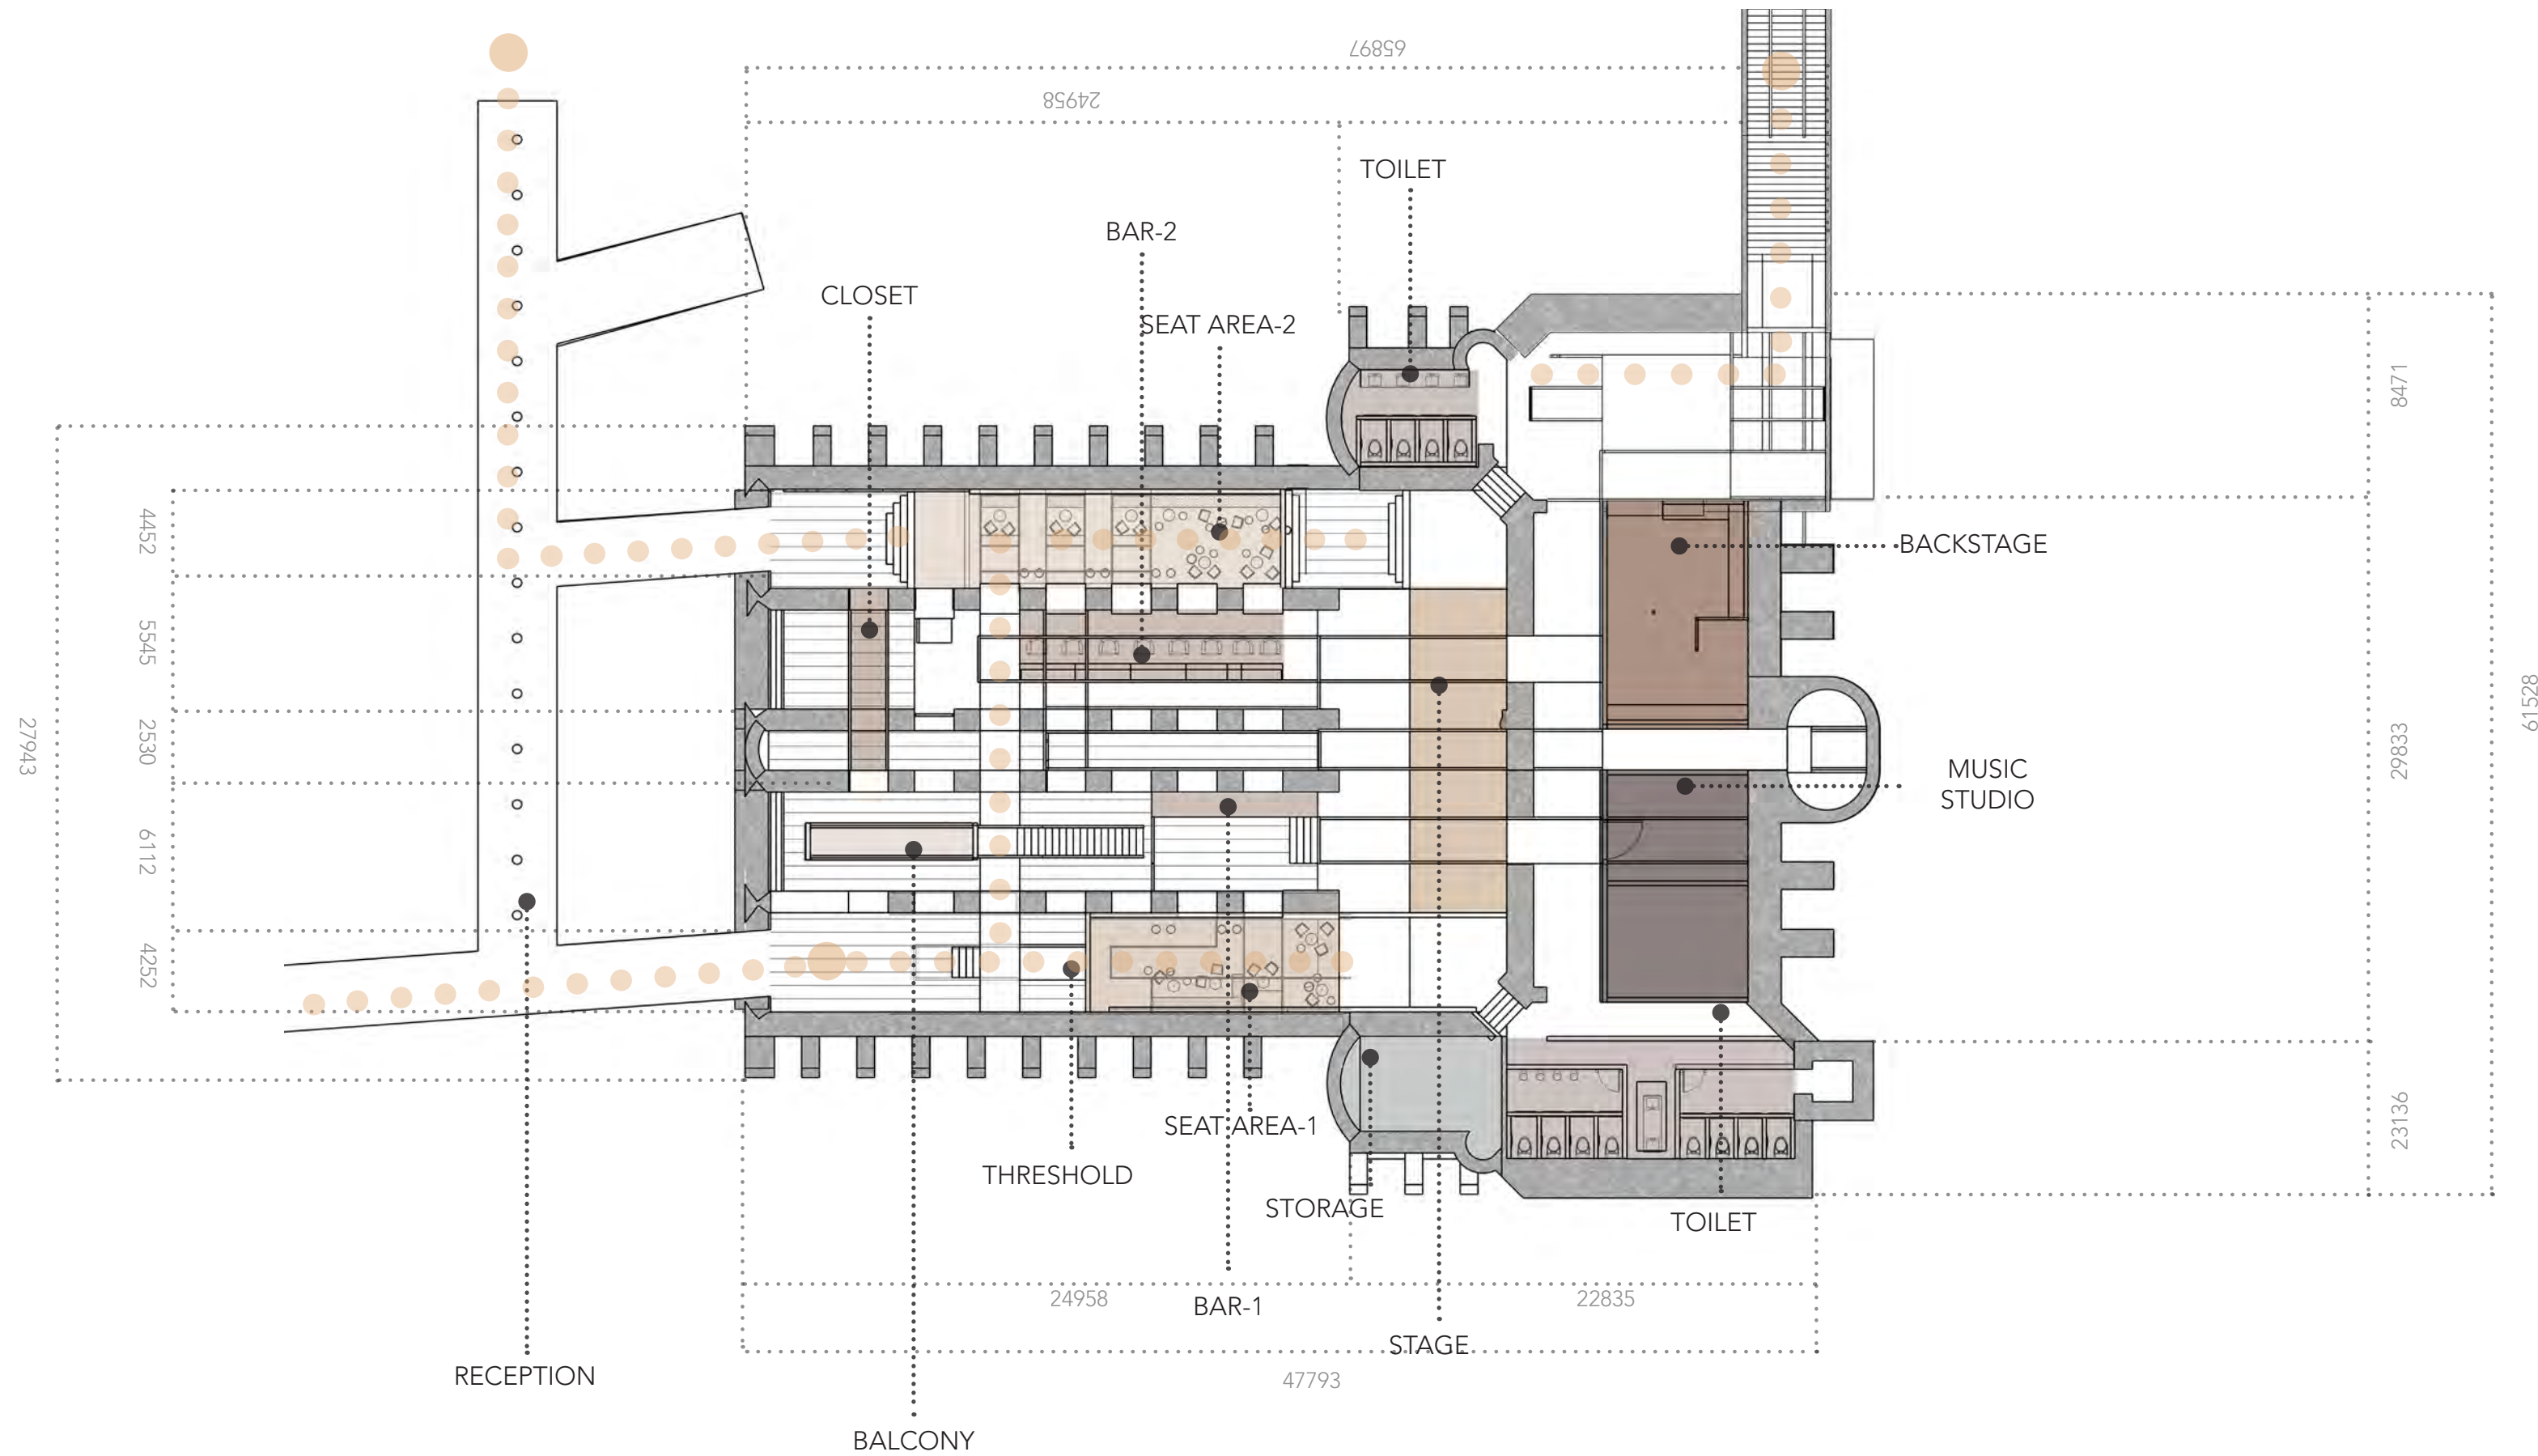 65897
24958
TOILET
BAR-2
CLOSET
SEAT AREA-2
8471
4452
BACKSTAGE
5545
61528
27943
2530
29833
MUSIC
STUDIO
6112
4252
23136
SEAT AREA-1
THRESHOLD
STORAGE
TOILET
24958
BAR-1
22835
STAGE
RECEPTION
47793
BALCONY